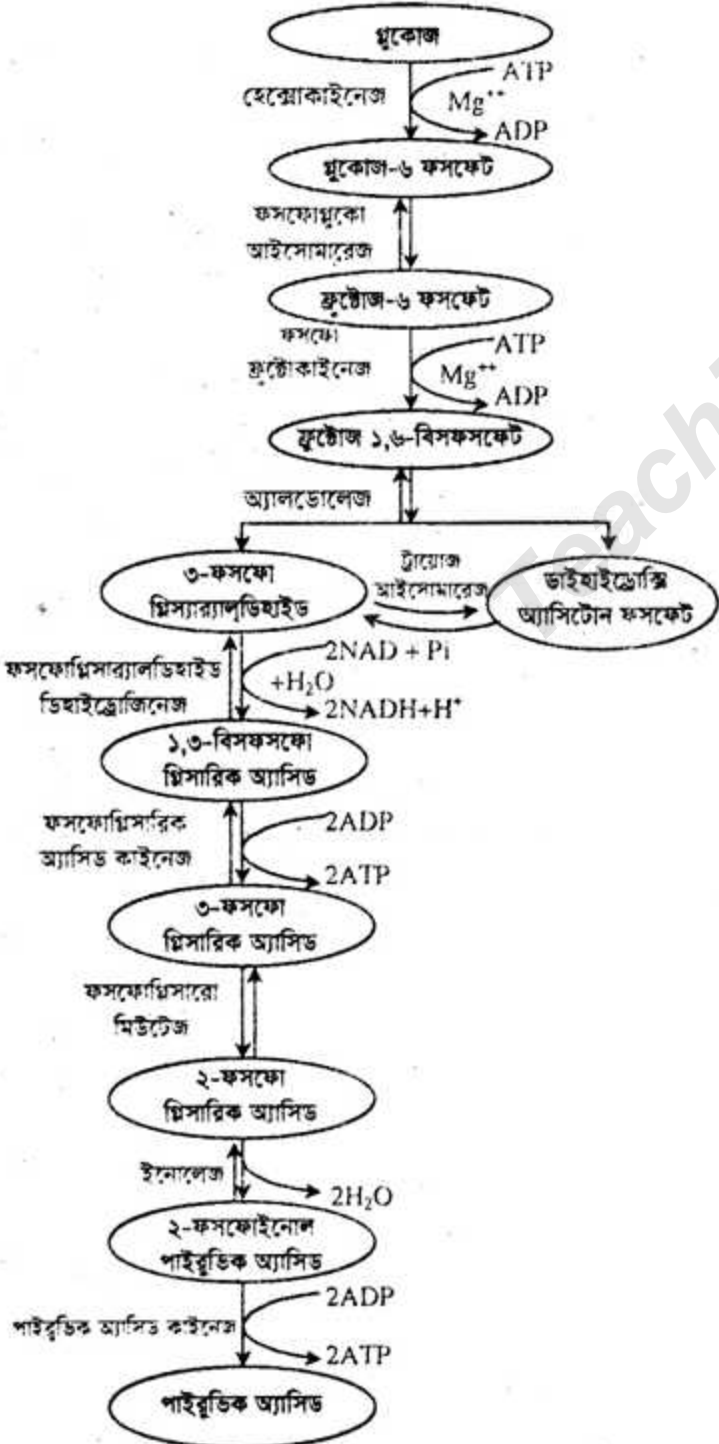 গ্লুকোজ
হেক্সোকাইনেজ
ATP
Mg⁺⁺
ADP
গ্লুকোজ-৬ ফসফেট
ফসফোগ্লুকো
আইসোমারেজ
ফ্রুক্টোজ-৬ ফসফেট
ফসফো
ফ্রুক্টোকাইনেজ
ATP
Mg⁺⁺
ADP
ফ্রুক্টোজ ১,৬-বিসফসফেট
অ্যালডোলেজ
৩-ফসফো
গ্লিস্যার‍্যাল্ডিহাইড
ট্রায়োজ
আইসোমারেজ
ডাইহাইড্রোক্সি
অ্যাসিটোন ফসফেট
ফসফোগ্লিসার‍্যালডিহাইড
ডিহাইড্রোজিনেজ
2NAD + Pi
+H₂O
2NADH+H⁺
১,৩-বিসফসফো
গ্লিসারিক অ্যাসিড
ফসফোগ্লিসারিক
অ্যাসিড কাইনেজ
2ADP
2ATP
৩-ফসফো
গ্লিসারিক অ্যাসিড
ফসফোগ্লিসারো
মিউটেজ
২-ফসফো
গ্লিসারিক অ্যাসিড
ইনোলেজ
2H₂O
২-ফসফোইনোল
পাইরুভিক অ্যাসিড
পাইরুভিক অ্যাসিড কাইনেজ
2ADP
2ATP
পাইরুভিক অ্যাসিড
Teach